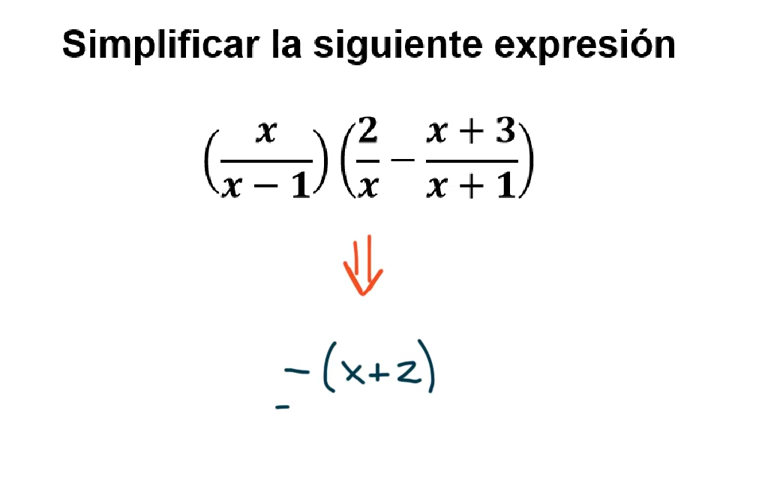 Simplificar la siguiente expresión
(x/(x − 1)) (2/x − (x + 3)/(x + 1))
⇓
−(x+2)
−